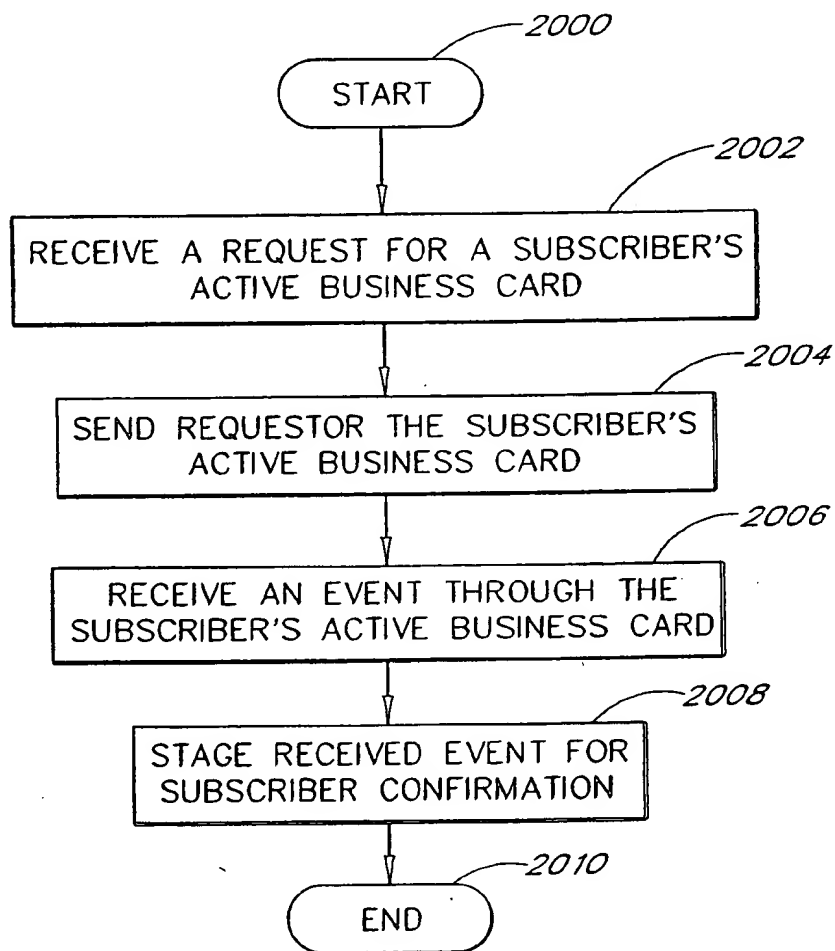 2000
START
2002
RECEIVE A REQUEST FOR A SUBSCRIBER'S
ACTIVE BUSINESS CARD
2004
SEND REQUESTOR THE SUBSCRIBER'S
ACTIVE BUSINESS CARD
2006
RECEIVE AN EVENT THROUGH THE
SUBSCRIBER'S ACTIVE BUSINESS CARD
2008
STAGE RECEIVED EVENT FOR
SUBSCRIBER CONFIRMATION
2010
END